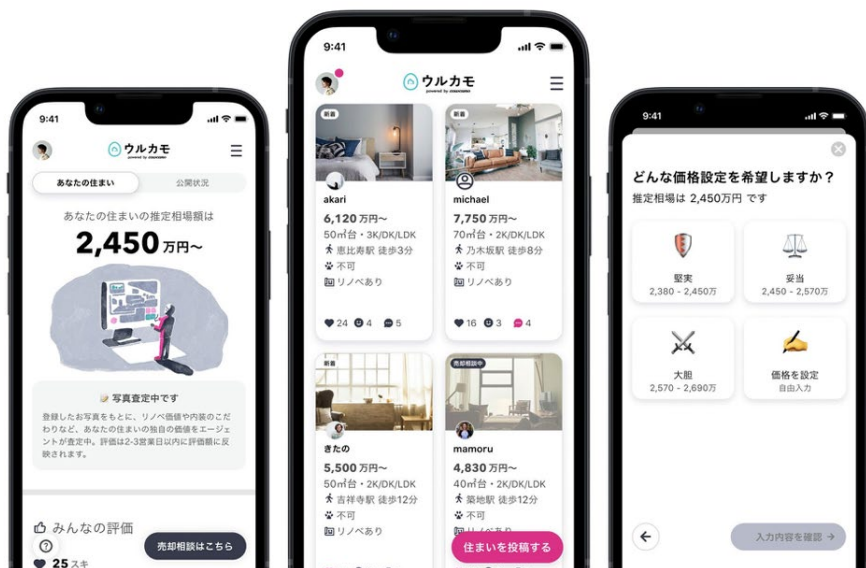 9:41
ウルカモ
あなたの住まい
公開状況
あなたの住まいの推定相場額は
2,450 万円〜
写真査定中です
登録したお写真をもとに、リノベ価値や内装のこだ
わりなど、あなたの住まいの独自の価値をエージェ
ントが査定中。評価は2-3営業日以内に評価額に反
映されます。
みんなの評価
?
25 スキ
売却相談はこちら
9:41
ウルカモ
新着
akari
6,120 万円〜
50㎡台・3K/DK/LDK
恵比寿駅 徒歩3分
不可
リノベあり
24 4 5
新着
michael
7,750 万円〜
70㎡台・2K/DK/LDK
乃木坂駅 徒歩8分
不可
リノベあり
16 3 4
新着
きたの
5,500 万円〜
50㎡台・2K/DK/LDK
吉祥寺駅 徒歩12分
不可
リノベあり
売却相談中
mamoru
4,830 万円〜
40㎡台・2K/DK/LDK
築地駅 徒歩12分
不可
リノベあり
住まいを投稿する
9:41
どんな価格設定を希望しますか？
推定相場は 2,450万円 です
堅実
2,380 - 2,450万
妥当
2,450 - 2,570万
大胆
2,570 - 2,690万
価格を設定
自由入力
入力内容を確認 →